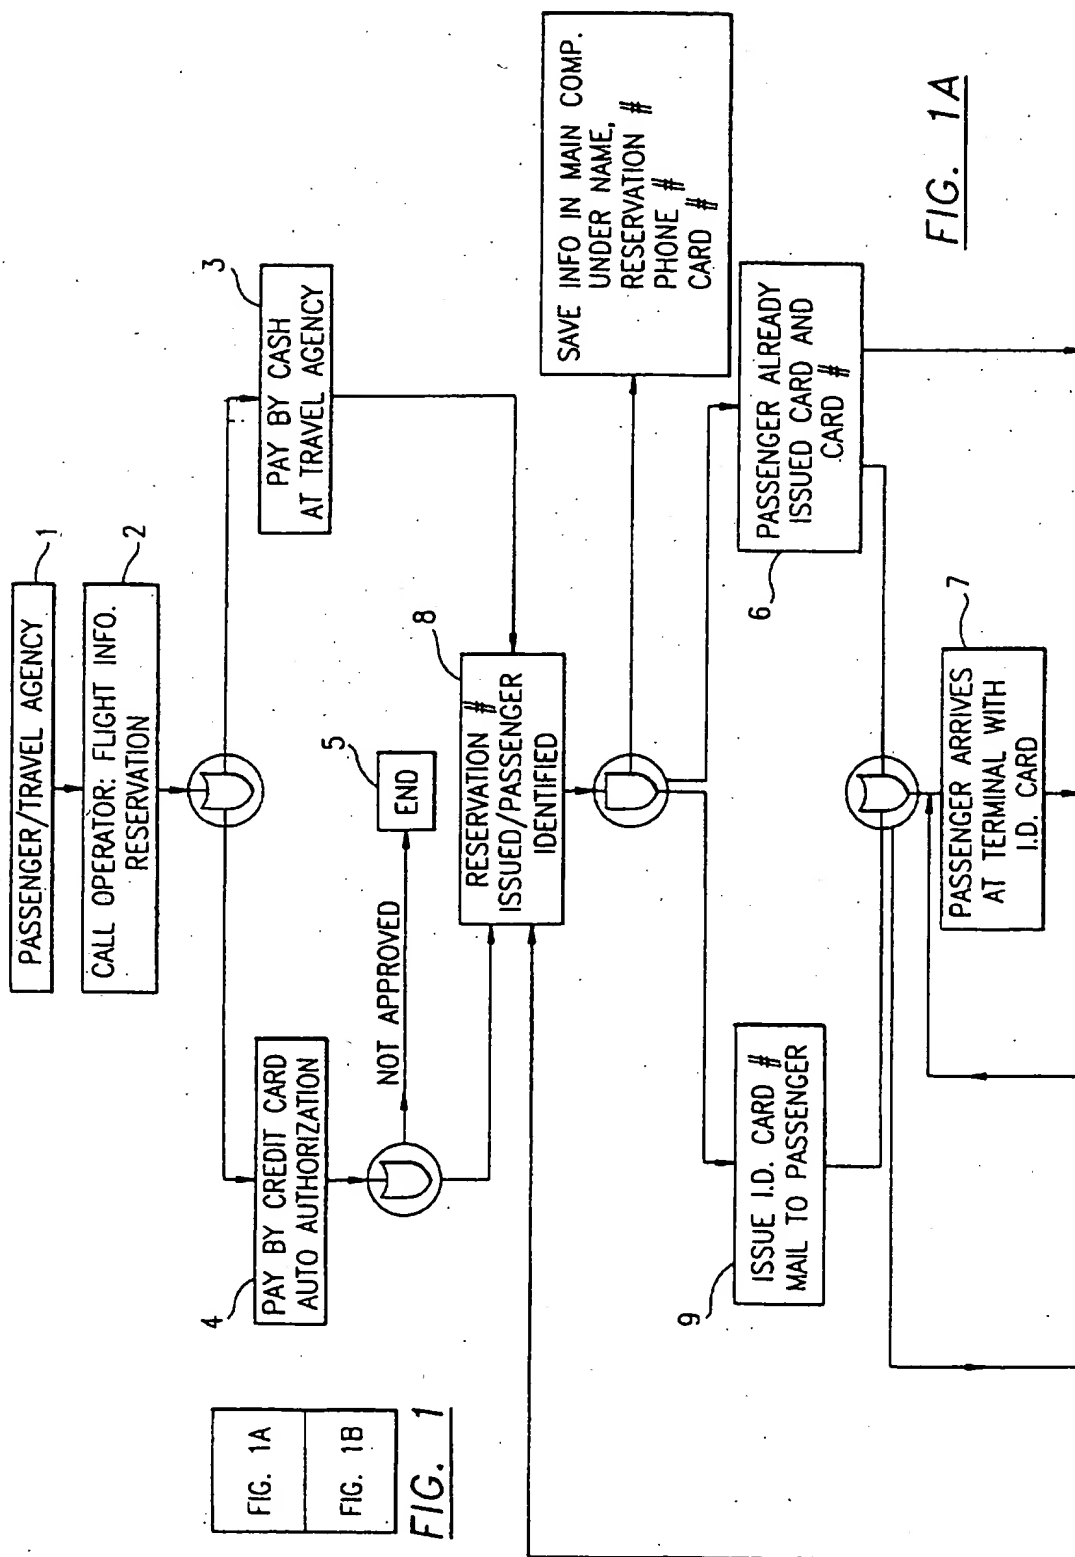 PASSENGER/TRAVEL AGENCY
1
CALL OPERATOR: FLIGHT INFO.
RESERVATION
2
PAY BY CREDIT CARD
AUTO AUTHORIZATION
4
PAY BY CASH
AT TRAVEL AGENCY
3
NOT APPROVED
END
5
RESERVATION #
ISSUED/PASSENGER
IDENTIFIED
8
SAVE INFO IN MAIN COMP.
UNDER NAME,
RESERVATION #
PHONE #
CARD #
ISSUE I.D. CARD #
MAIL TO PASSENGER
9
PASSENGER ALREADY
ISSUED CARD AND
CARD #
6
PASSENGER ARRIVES
AT TERMINAL WITH
I.D. CARD
7
FIG. 1A
FIG. 1B
FIG. 1
FIG. 1A